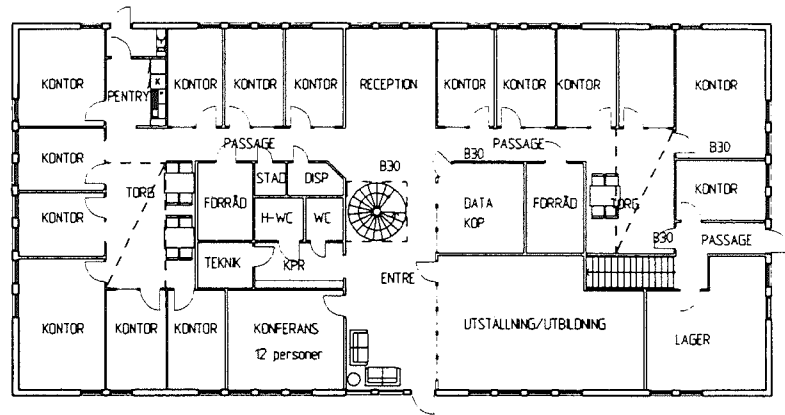 KONTOR
PENTRY
K
KONTOR
KONTOR
KONTOR
RECEPTION
KONTOR
KONTOR
KONTOR
KONTOR
PASSAGE
PASSAGE
B30
KONTOR
B30
B30
TORG
FÖRRÅD
STÄD
DISP
DATA
KOP
FÖRRÅD
TORG
KONTOR
KONTOR
H-WC
WC
B30
PASSAGE
TEKNIK
KPR
ENTRE
KONTOR
KONTOR
KONTOR
KONFERANS
12 personer
UTSTÄLLNING/UTBILDNING
LAGER